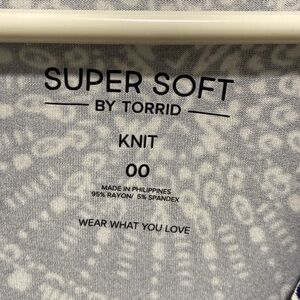 SUPER SOFT
BY TORRID
KNIT
00
MADE IN PHILIPPINES
95% RAYON/ 5% SPANDEX
WEAR WHAT YOU LOVE